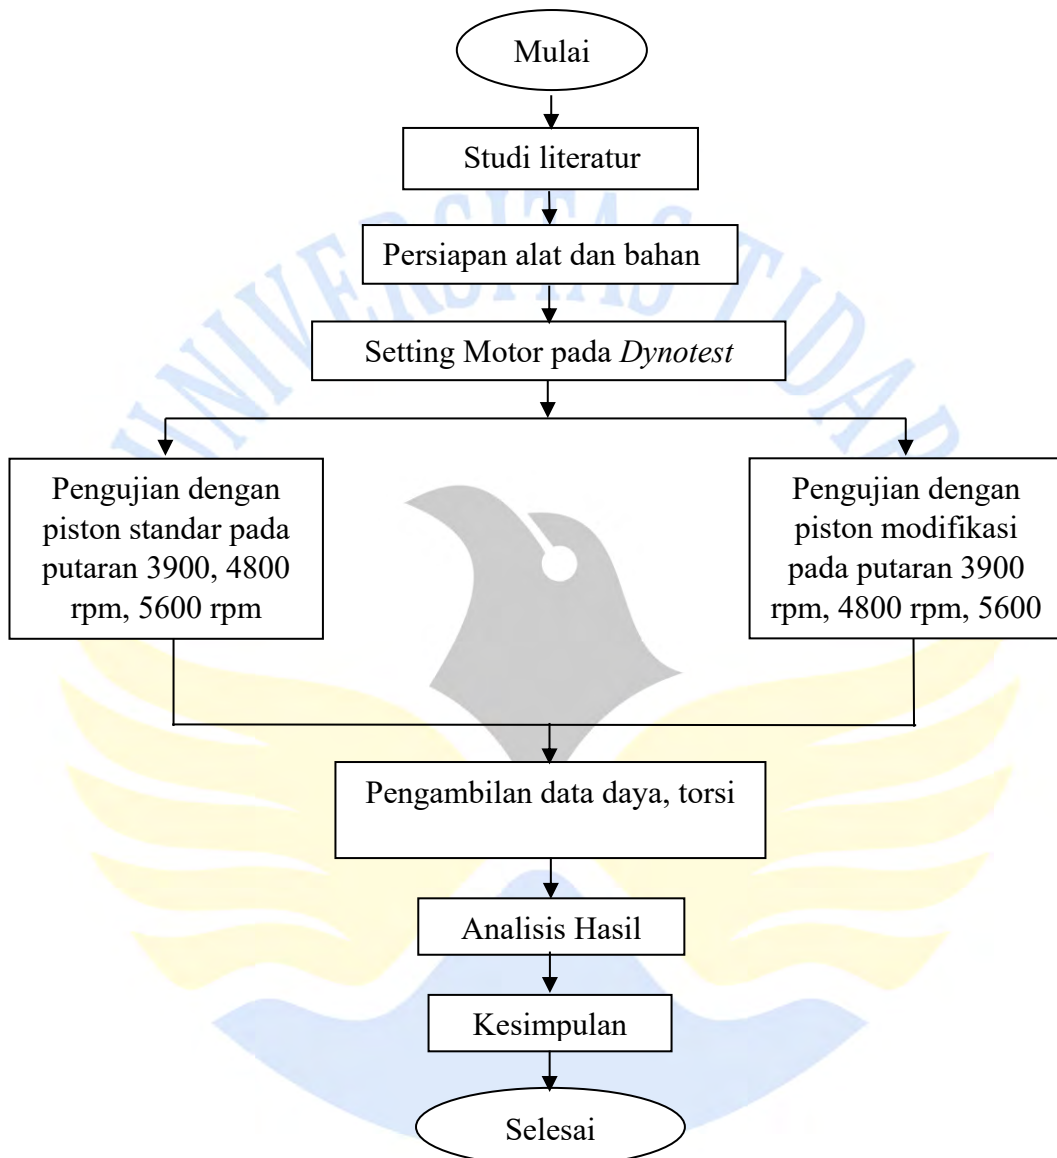 Mulai
Studi literatur
Persiapan alat dan bahan
Setting Motor pada Dynotest
Pengujian dengan
piston standar pada
putaran 3900, 4800
rpm, 5600 rpm
Pengujian dengan
piston modifikasi
pada putaran 3900
rpm, 4800 rpm, 5600
Pengambilan data daya, torsi
Analisis Hasil
Kesimpulan
Selesai
UNIVERSITAS TIDAR